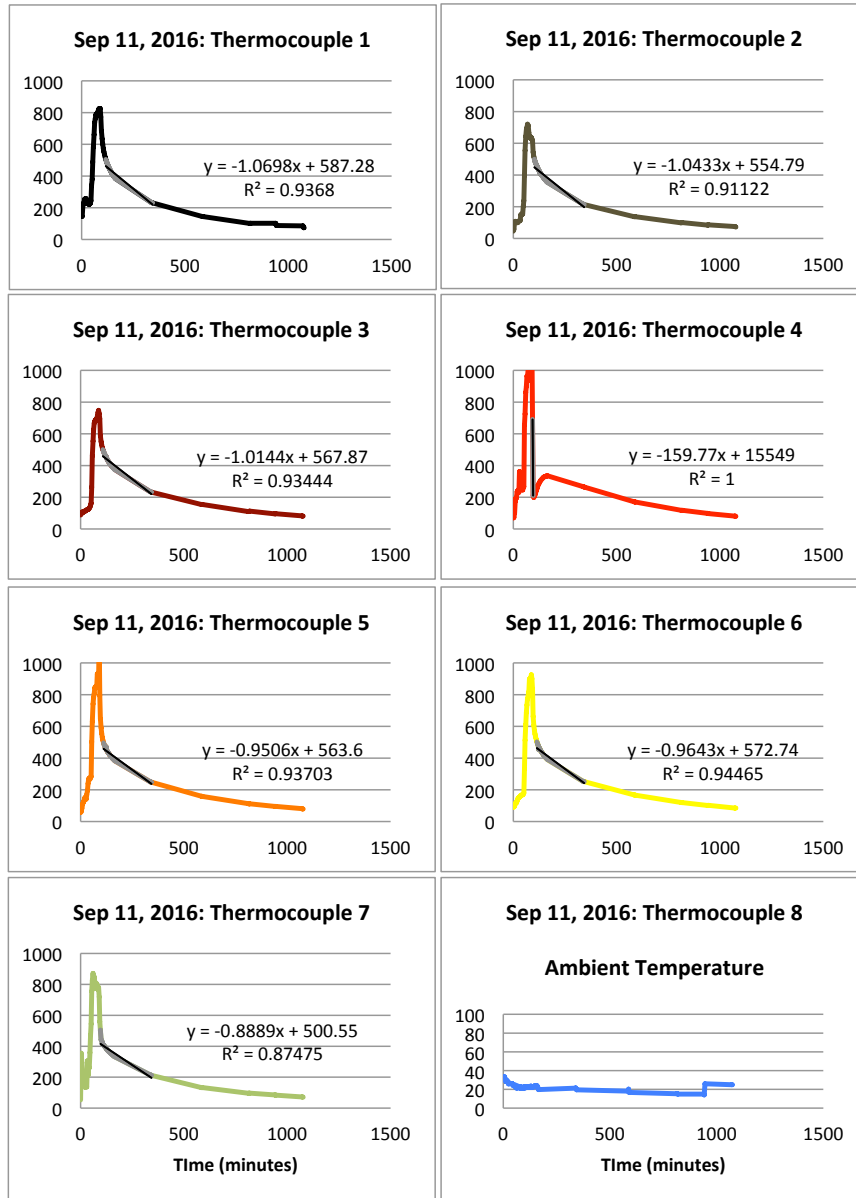 Sep 11, 2016: Thermocouple 1
1000
800
600
400
200
0
y = -1.0698x + 587.28
R² = 0.9368
0 500 1000 1500
Sep 11, 2016: Thermocouple 2
1000
800
600
400
200
0
y = -1.0433x + 554.79
R² = 0.91122
0 500 1000 1500
Sep 11, 2016: Thermocouple 3
1000
800
600
400
200
0
y = -1.0144x + 567.87
R² = 0.93444
0 500 1000 1500
Sep 11, 2016: Thermocouple 4
1000
800
600
400
200
0
y = -159.77x + 15549
R² = 1
0 500 1000 1500
Sep 11, 2016: Thermocouple 5
1000
800
600
400
200
0
y = -0.9506x + 563.6
R² = 0.93703
0 500 1000 1500
Sep 11, 2016: Thermocouple 6
1000
800
600
400
200
0
y = -0.9643x + 572.74
R² = 0.94465
0 500 1000 1500
Sep 11, 2016: Thermocouple 7
1000
800
600
400
200
0
y = -0.8889x + 500.55
R² = 0.87475
0 500 1000 1500
TIme (minutes)
Sep 11, 2016: Thermocouple 8
Ambient Temperature
100
80
60
40
20
0
0 500 1000 1500
TIme (minutes)